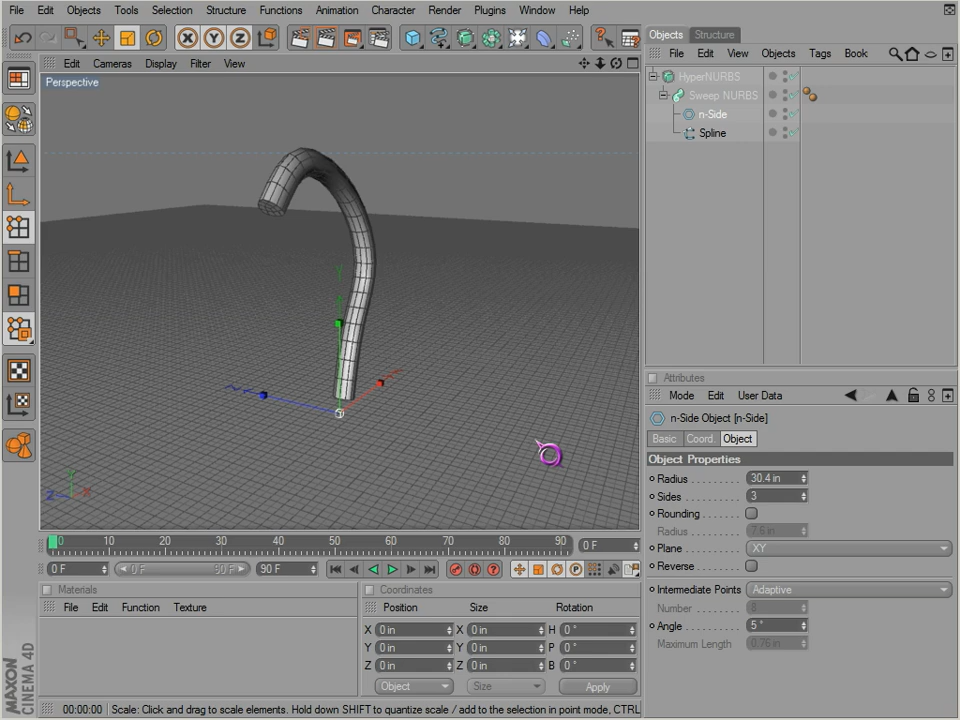 File Edit Objects Tools Selection Structure Functions Animation Character Render Plugins Window Help
Objects Structure
Edit Cameras Display Filter View
File Edit View Objects Tags Book
Perspective
HyperNURBS
Sweep NURBS
n-Side
Spline
Attributes
Mode Edit User Data
n-Side Object [n-Side]
Basic Coord Object
Object Properties
Radius 30.4 in
Sides 3
Rounding
Radius 7.6 in
Plane XY
Reverse
Intermediate Points Adaptive
Number 8
Angle 5 °
Maximum Length 0.76 in
Y
Z X
0 10 20 30 40 50 60 70 80 90 0 F
0 F 0 F 90 F 90 F
Materials
File Edit Function Texture
Coordinates
Position Size Rotation
X 0 in X 0 in H 0 °
Y 0 in Y 0 in P 0 °
Z 0 in Z 0 in B 0 °
Object Size Apply
MAXON
CINEMA 4D
00:00:00 Scale: Click and drag to scale elements. Hold down SHIFT to quantize scale / add to the selection in point mode, CTRL